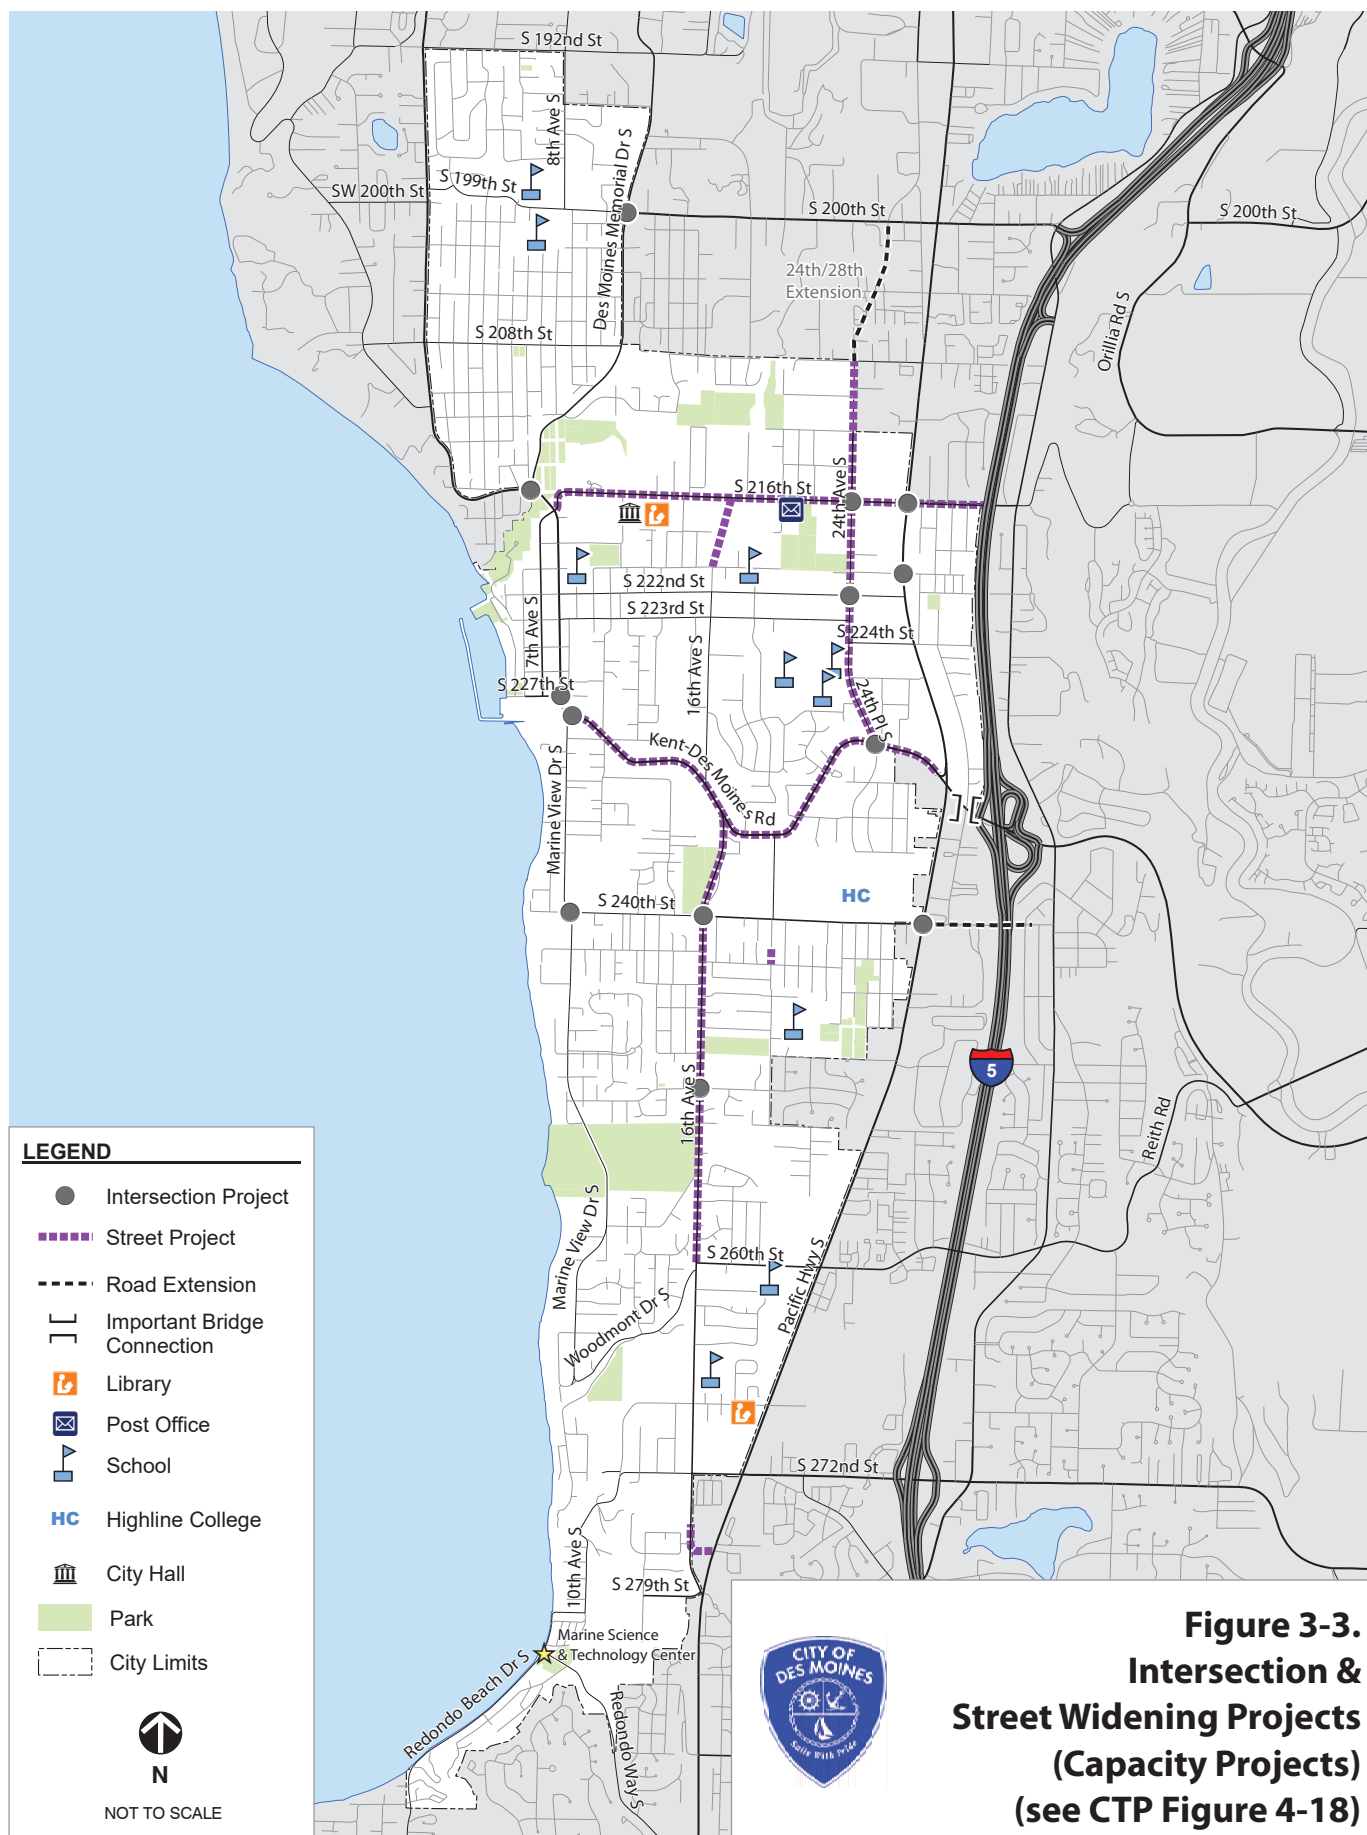 S 192nd St
8th Ave S
Des Moines Memorial Dr S
S 199th St
SW 200th St
S 200th St
S 200th St
24th/28th
Extension
Orillia Rd S
S 208th St
S 216th St
24th Ave S
S 222nd St
S 223rd St
7th Ave S
S 224th St
16th Ave S
S 227th St
24th Pl S
Kent-Des Moines Rd
Marine View Dr S
HC
S 240th St
5
16th Ave S
Reith Rd
Marine View Dr S
S 260th St
Pacific Hwy S
Woodmont Dr S
S 272nd St
10th Ave S
S 279th St
Marine Science
& Technology Center
Redondo Beach Dr S
Redondo Way S
LEGEND
Intersection Project
Street Project
Road Extension
Important Bridge
Connection
Library
Post Office
School
HC Highline College
City Hall
Park
City Limits
N
NOT TO SCALE
CITY OF
DES MOINES
Sails With Pride
Figure 3-3.
Intersection &
Street Widening Projects
(Capacity Projects)
(see CTP Figure 4-18)